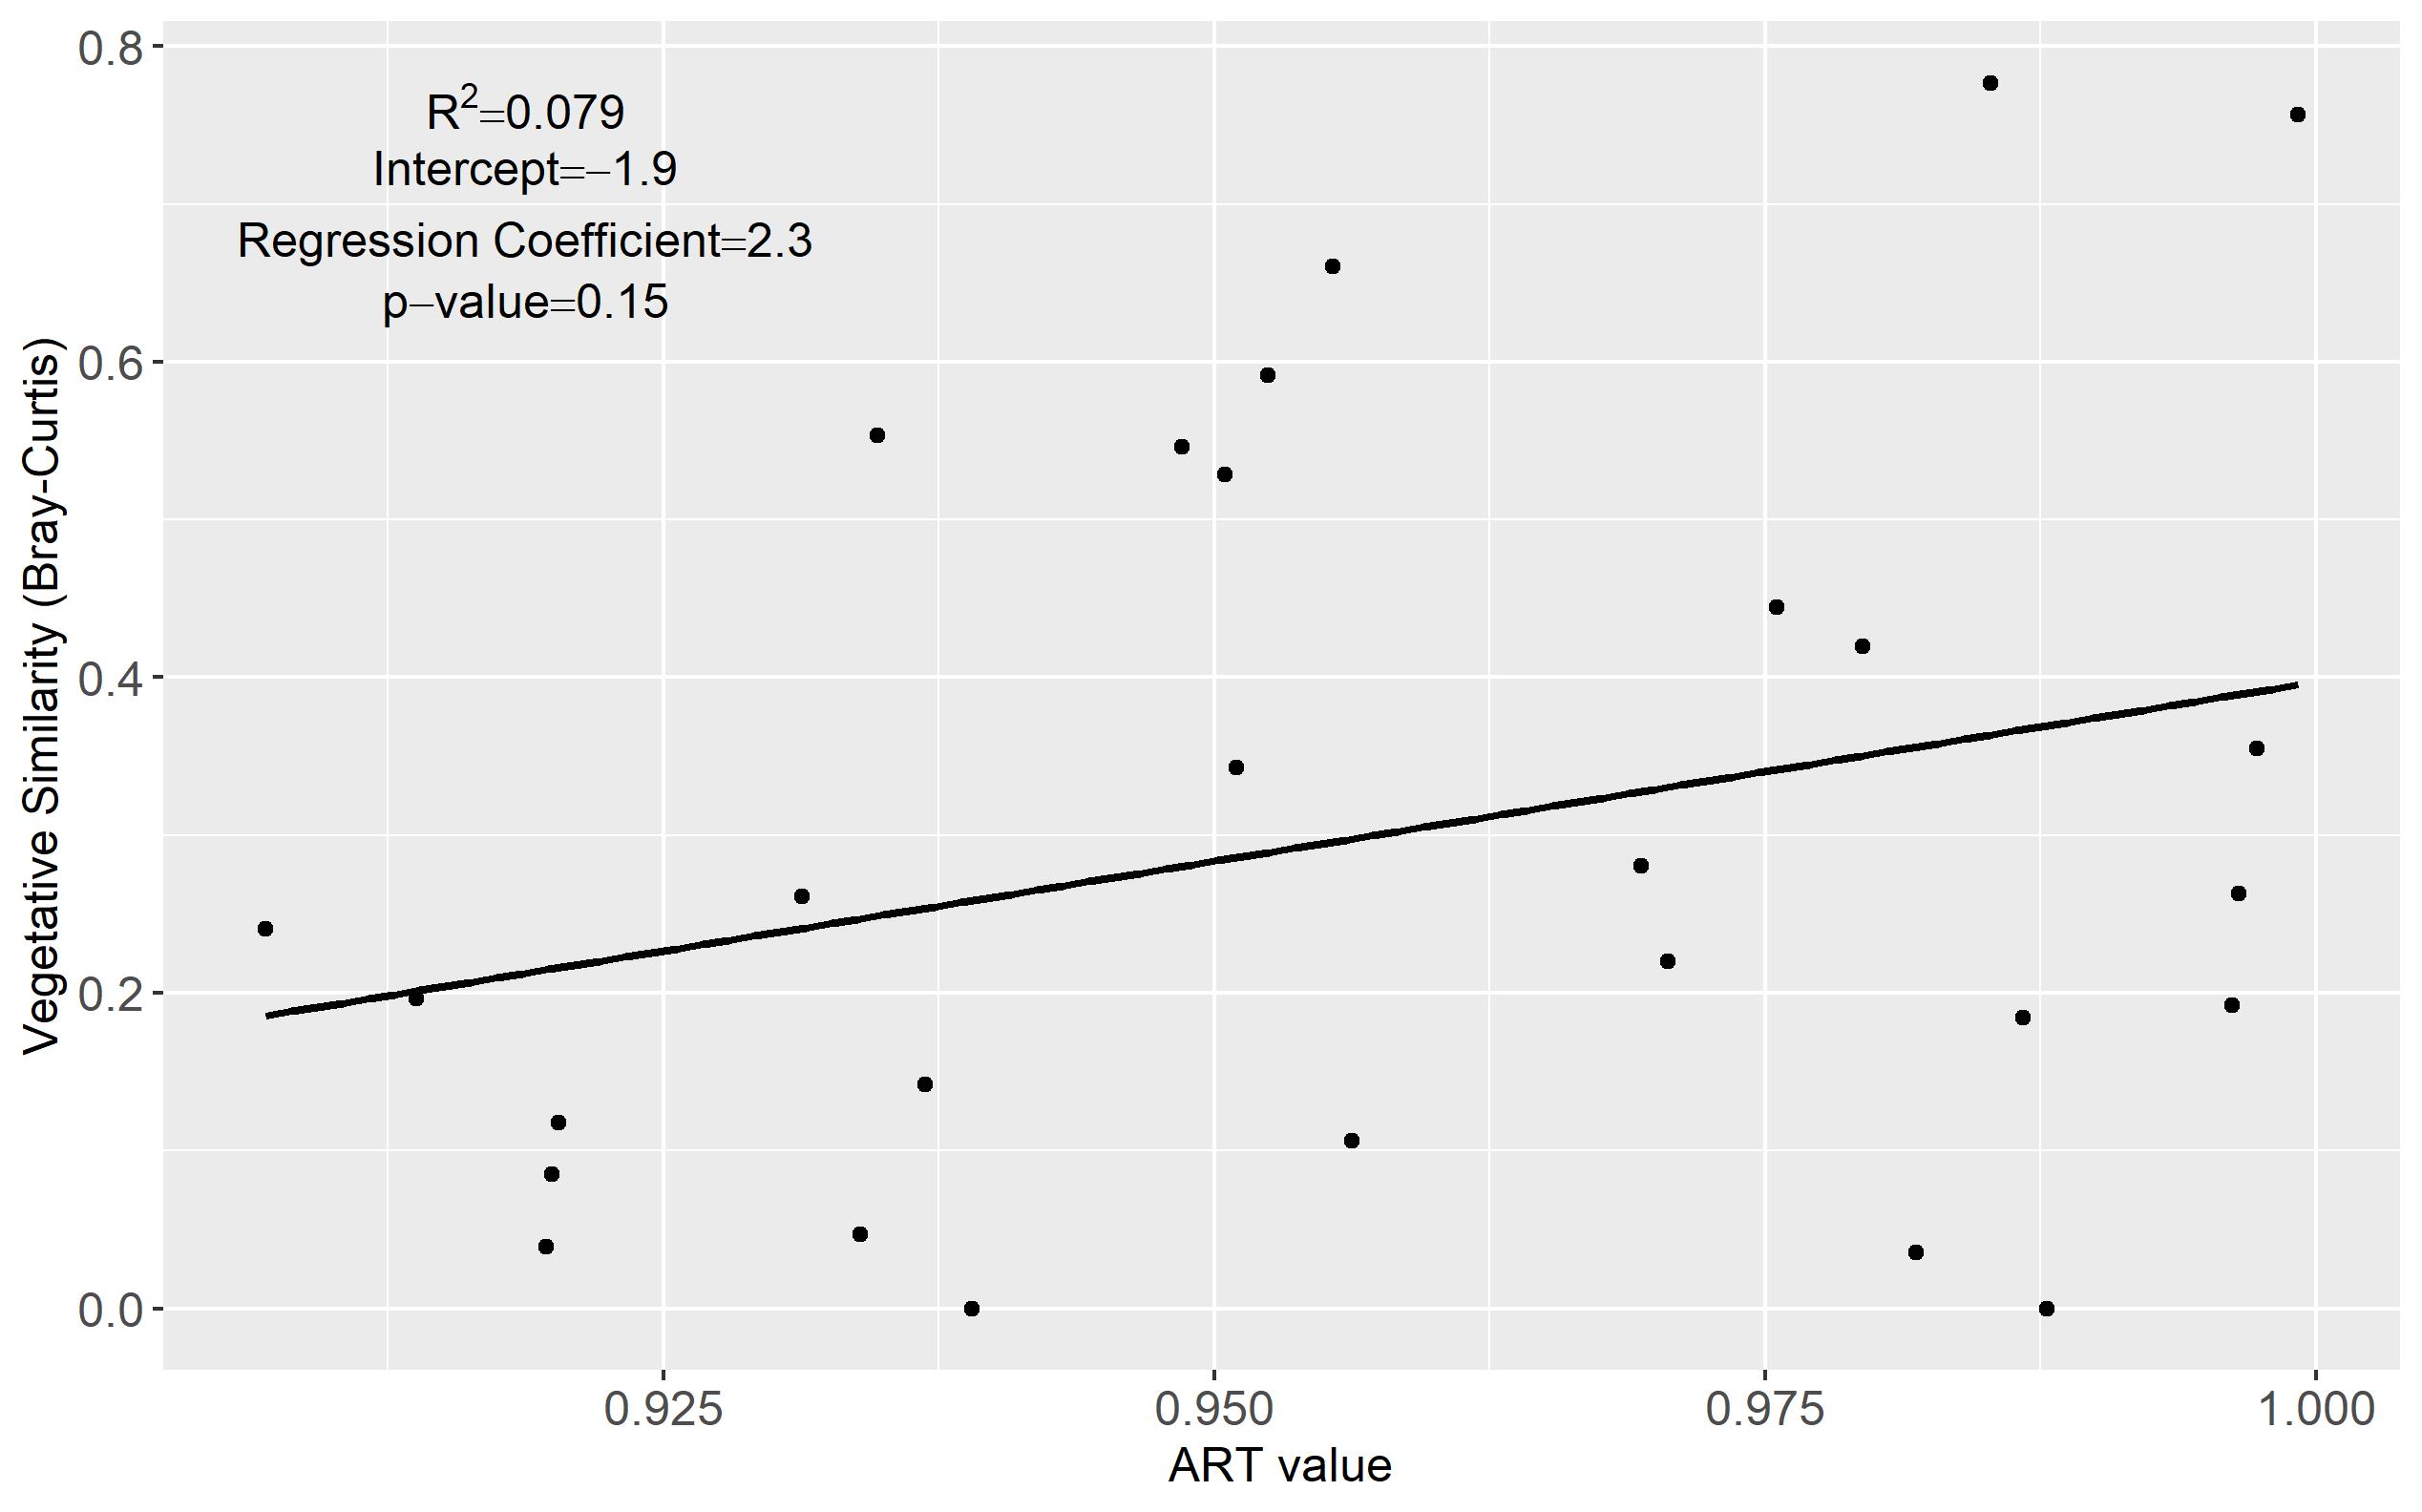 R²=0.079
Intercept=−1.9
Regression Coefficient=2.3
p−value=0.15
Vegetative Similarity (Bray-Curtis)
0.8
0.6
0.4
0.2
0.0
0.925 0.950 0.975 1.000
ART value